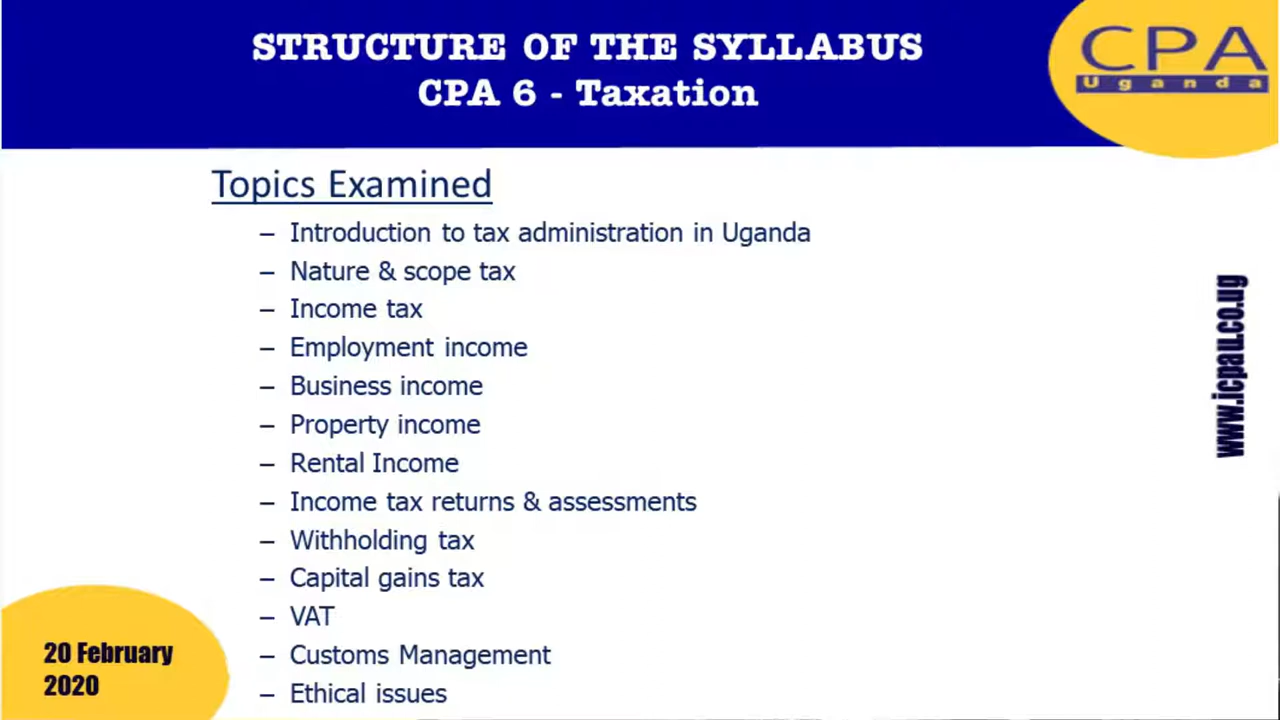 STRUCTURE OF THE SYLLABUS
CPA 6 - Taxation
CPA
Uganda
Topics Examined
– Introduction to tax administration in Uganda
– Nature & scope tax
– Income tax
– Employment income
– Business income
– Property income
– Rental Income
– Income tax returns & assessments
– Withholding tax
– Capital gains tax
– VAT
– Customs Management
– Ethical issues
www.icpau.co.ug
20 February
2020